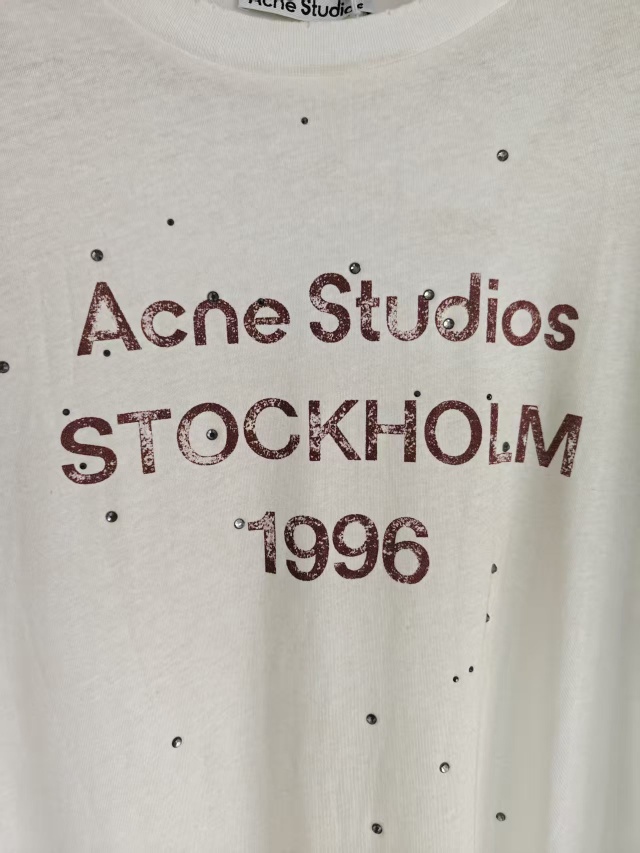 Acne Studios
Acne Studios
STOCKHOLM
1996